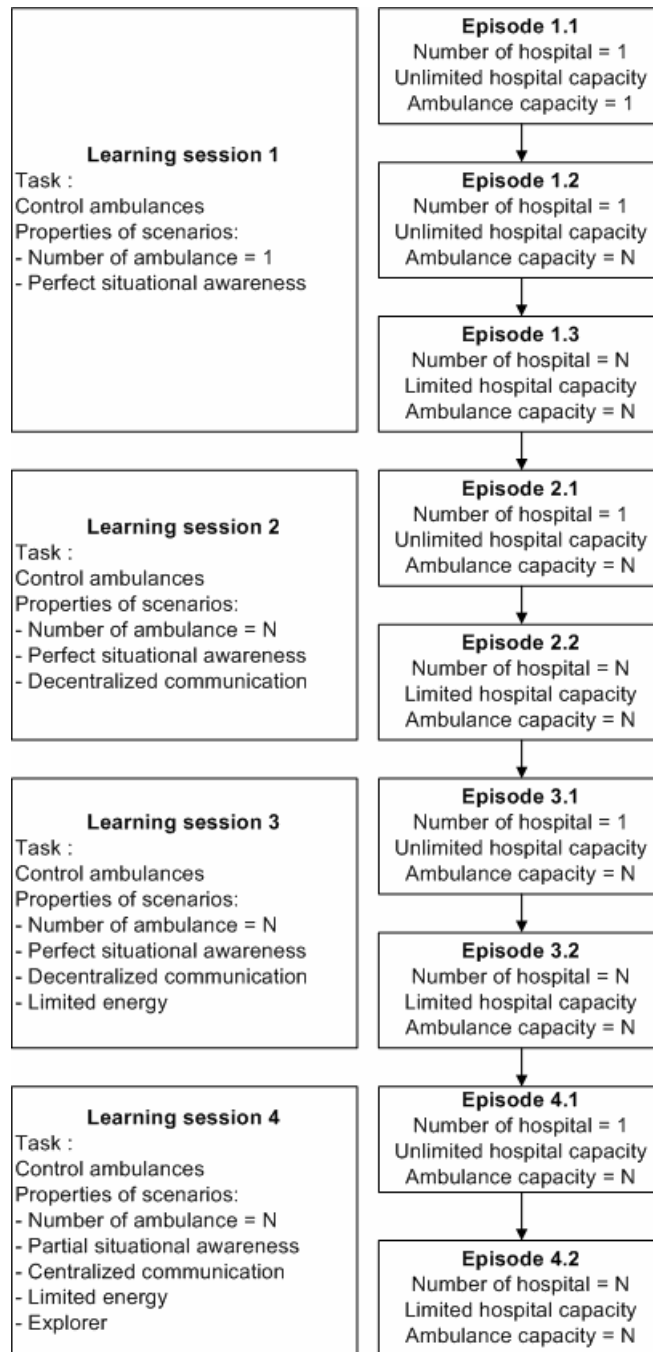 Learning session 1
Task :
Control ambulances
Properties of scenarios:
- Number of ambulance = 1
- Perfect situational awareness
Episode 1.1
Number of hospital = 1
Unlimited hospital capacity
Ambulance capacity = 1
Episode 1.2
Number of hospital = 1
Unlimited hospital capacity
Ambulance capacity = N
Episode 1.3
Number of hospital = N
Limited hospital capacity
Ambulance capacity = N
Learning session 2
Task :
Control ambulances
Properties of scenarios:
- Number of ambulance = N
- Perfect situational awareness
- Decentralized communication
Episode 2.1
Number of hospital = 1
Unlimited hospital capacity
Ambulance capacity = N
Episode 2.2
Number of hospital = N
Limited hospital capacity
Ambulance capacity = N
Learning session 3
Task :
Control ambulances
Properties of scenarios:
- Number of ambulance = N
- Perfect situational awareness
- Decentralized communication
- Limited energy
Episode 3.1
Number of hospital = 1
Unlimited hospital capacity
Ambulance capacity = N
Episode 3.2
Number of hospital = N
Limited hospital capacity
Ambulance capacity = N
Learning session 4
Task :
Control ambulances
Properties of scenarios:
- Number of ambulance = N
- Partial situational awareness
- Centralized communication
- Limited energy
- Explorer
Episode 4.1
Number of hospital = 1
Unlimited hospital capacity
Ambulance capacity = N
Episode 4.2
Number of hospital = N
Limited hospital capacity
Ambulance capacity = N